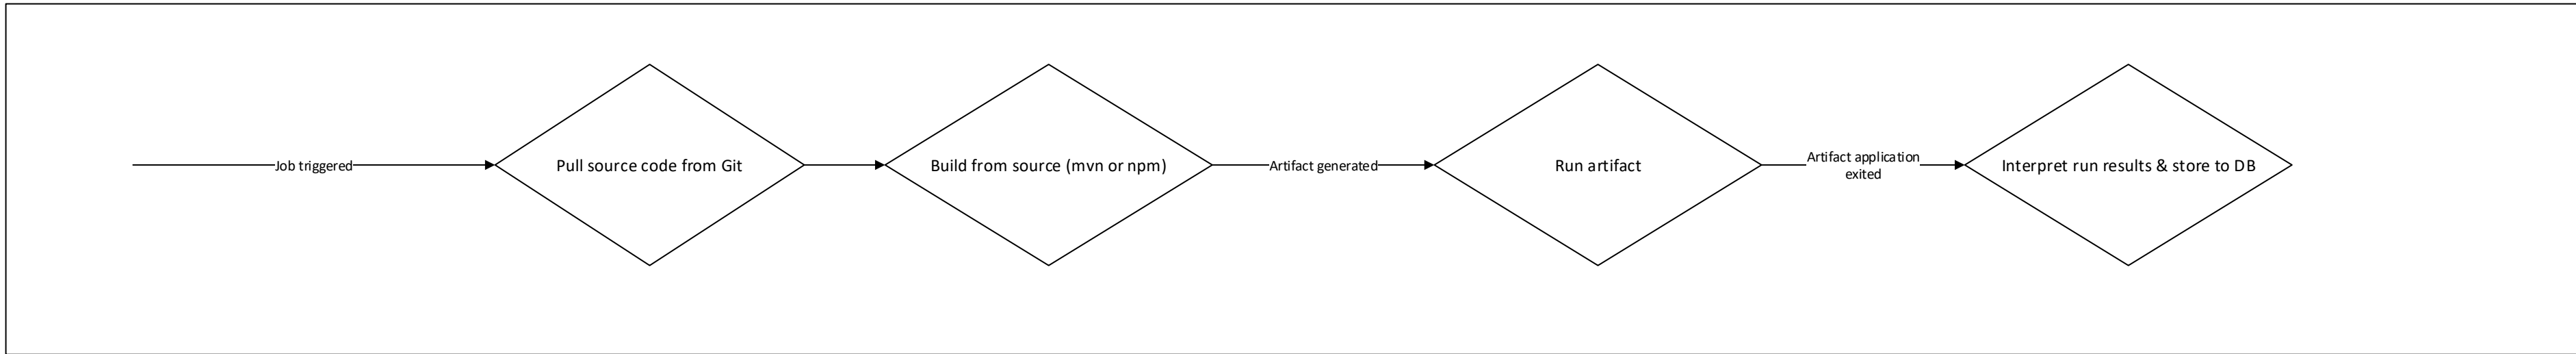 Job triggered
Pull source code from Git
Build from source (mvn or npm)
Artifact generated
Run artifact
Artifact application
exited
Interpret run results & store to DB